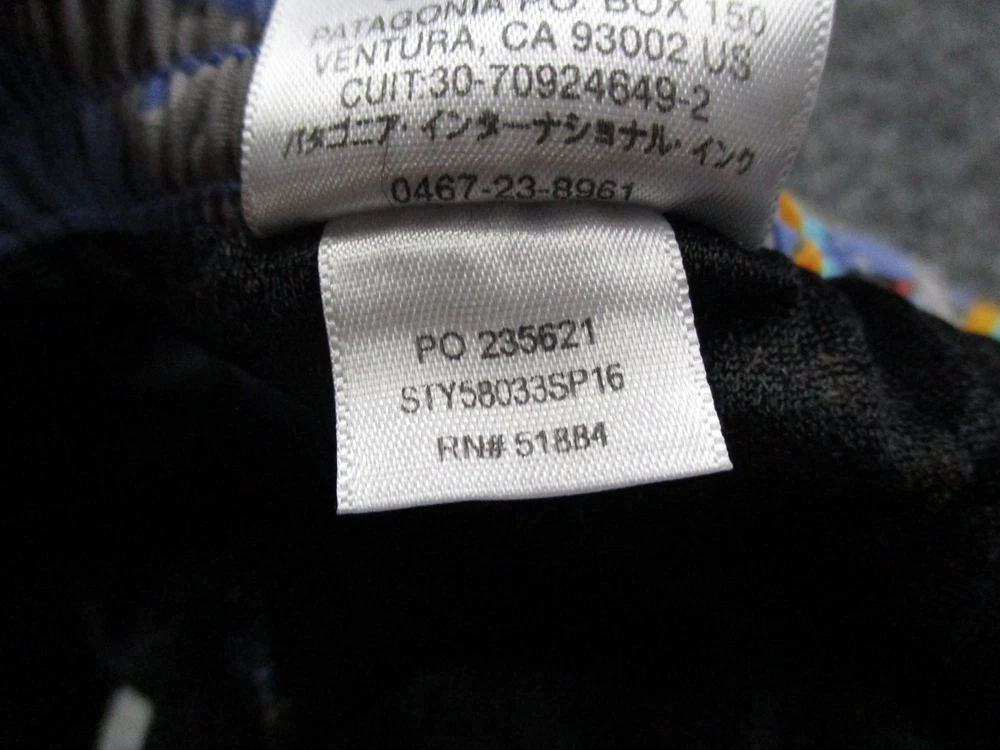 PATAGONIA P.O. BOX 150
VENTURA, CA 93002 US
CUIT:30-70924649-2
パタゴニア・インターナショナル・インク
0467-23-8961
PO 235621
STY58033SP16
RN# 51884